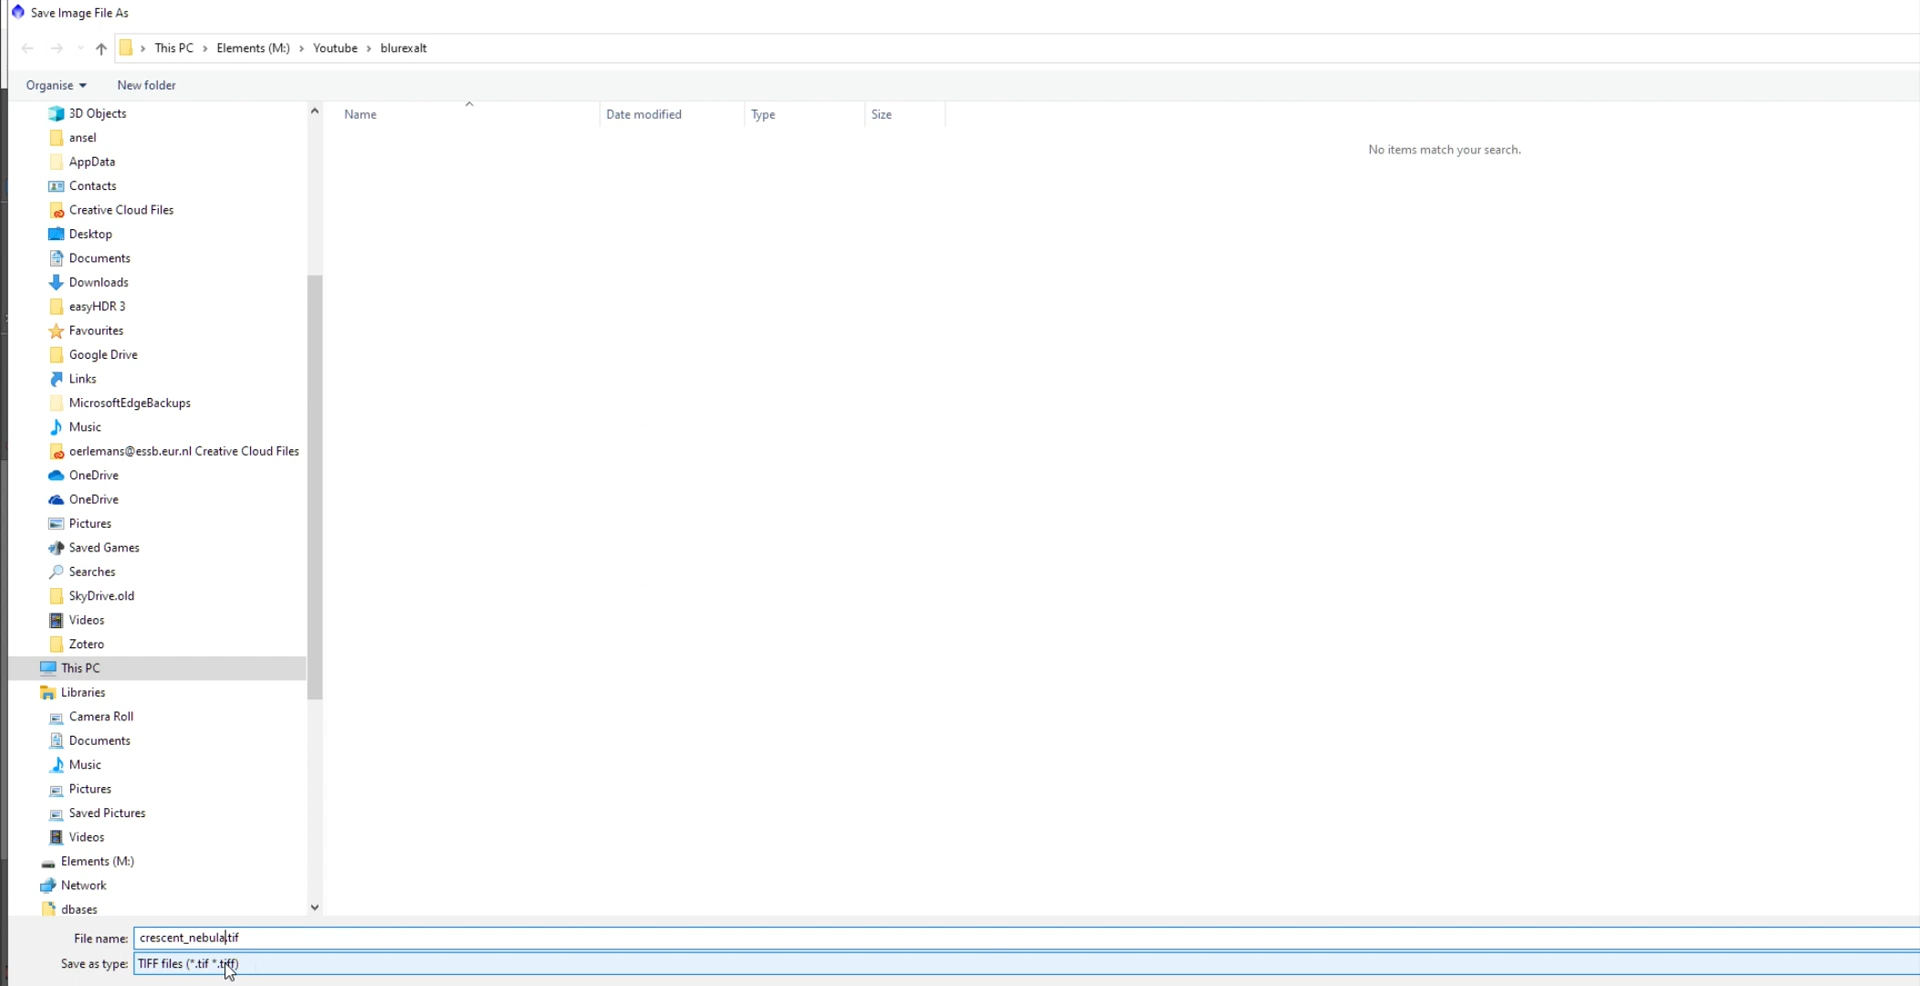 Save Image File As
This PC › Elements (M:) › Youtube › blurexalt
Organise
New folder
Name
Date modified
Type
Size
No items match your search.
3D Objects
ansel
AppData
Contacts
Creative Cloud Files
Desktop
Documents
Downloads
easyHDR 3
Favourites
Google Drive
Links
MicrosoftEdgeBackups
Music
oerlemans@essb.eur.nl Creative Cloud Files
OneDrive
OneDrive
Pictures
Saved Games
Searches
SkyDrive.old
Videos
Zotero
This PC
Libraries
Camera Roll
Documents
Music
Pictures
Saved Pictures
Videos
Elements (M:)
Network
dbases
File name: crescent_nebula.tif
Save as type: TIFF files (*.tif *.tiff)